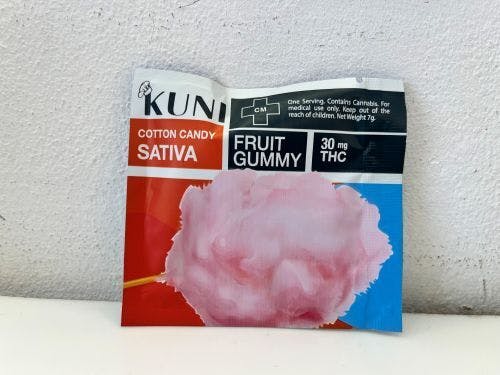 KUNI
CM
One Serving. Contains Cannabis. For
medical use only. Keep out of the
reach of children. Net Weight 7g.
COTTON CANDY
SATIVA
FRUIT
GUMMY
30 mg
THC